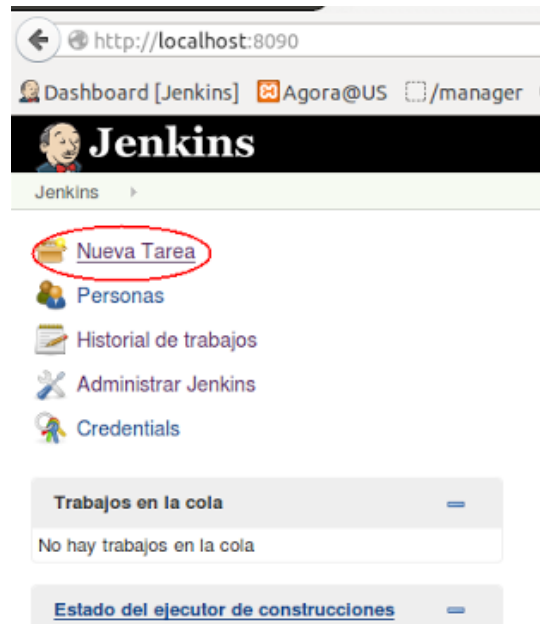 http://localhost:8090
Dashboard [Jenkins] Agora@US /manager
Jenkins
Jenkins
Nueva Tarea
Personas
Historial de trabajos
Administrar Jenkins
Credentials
Trabajos en la cola
No hay trabajos en la cola
Estado del ejecutor de construcciones